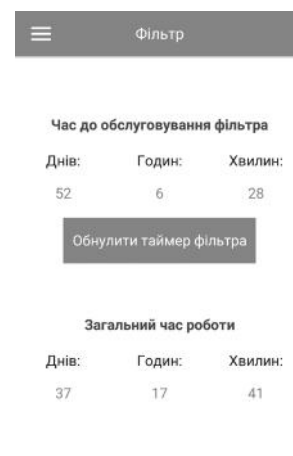 Фільтр
Час до обслуговування фільтра
Днів: Годин: Хвилин:
52 6 28
Обнулити таймер фільтра
Загальний час роботи
Днів: Годин: Хвилин:
37 17 41